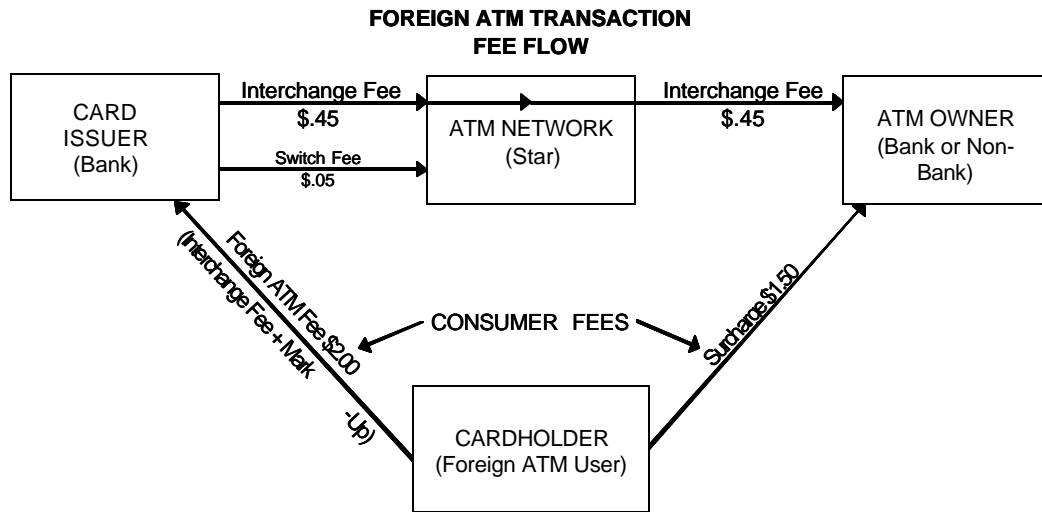 FOREIGN ATM TRANSACTION
FEE FLOW
CARD
ISSUER
(Bank)
Interchange Fee
$.45
Switch Fee
$.05
ATM NETWORK
(Star)
Interchange Fee
$.45
ATM OWNER
(Bank or Non-
Bank)
Foreign ATM Fee $2.00
(Interchange Fee + Mark
-Up)
CONSUMER FEES
Surcharge $1.50
CARDHOLDER
(Foreign ATM User)